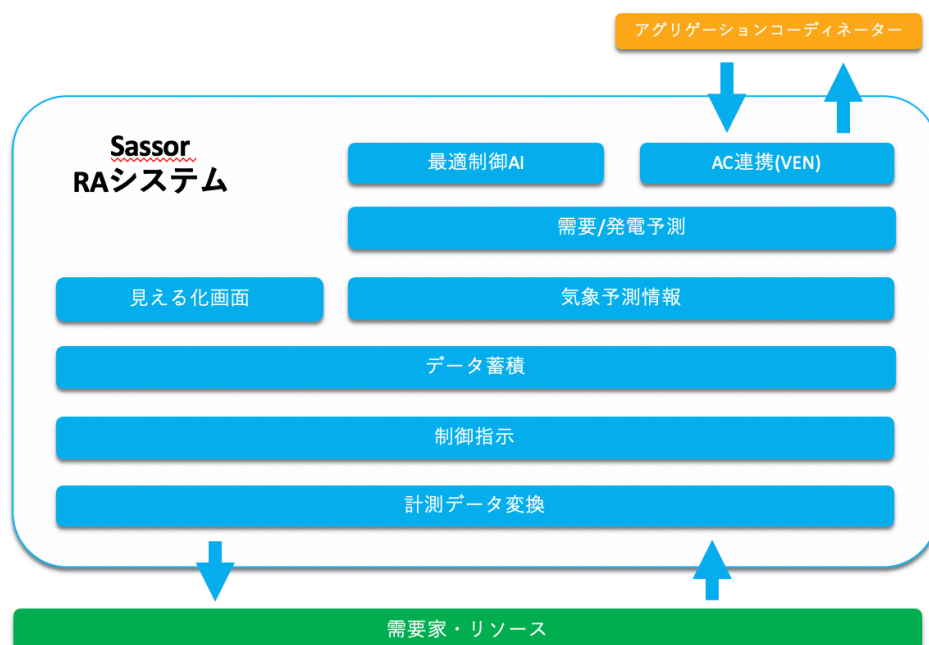 アグリゲーションコーディネーター
Sassor
RAシステム
最適制御AI
AC連携(VEN)
需要/発電予測
見える化画面
気象予測情報
データ蓄積
制御指示
計測データ変換
需要家・リソース